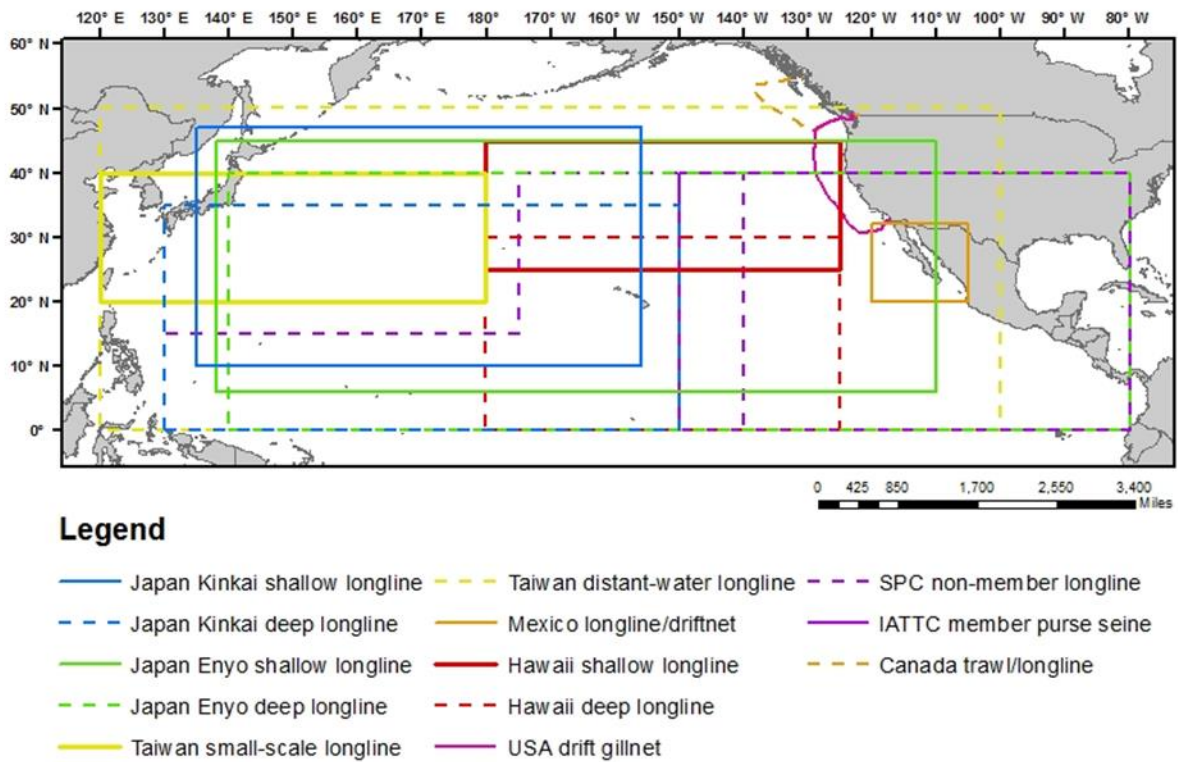 120° E 130° E 140° E 150° E 160° E 170° E 180° 170° W 160° W 150° W 140° W 130° W 120° W 110° W 100° W 90° W 80° W
60° N
50° N
40° N
30° N
20° N
10° N
0°
0 425 850 1,700 2,550 3,400
Miles
Legend
Japan Kinkai shallow longline
Japan Kinkai deep longline
Japan Enyo shallow longline
Japan Enyo deep longline
Taiwan small-scale longline
Taiwan distant-water longline
Mexico longline/driftnet
Hawaii shallow longline
Hawaii deep longline
USA drift gillnet
SPC non-member longline
IATTC member purse seine
Canada trawl/longline